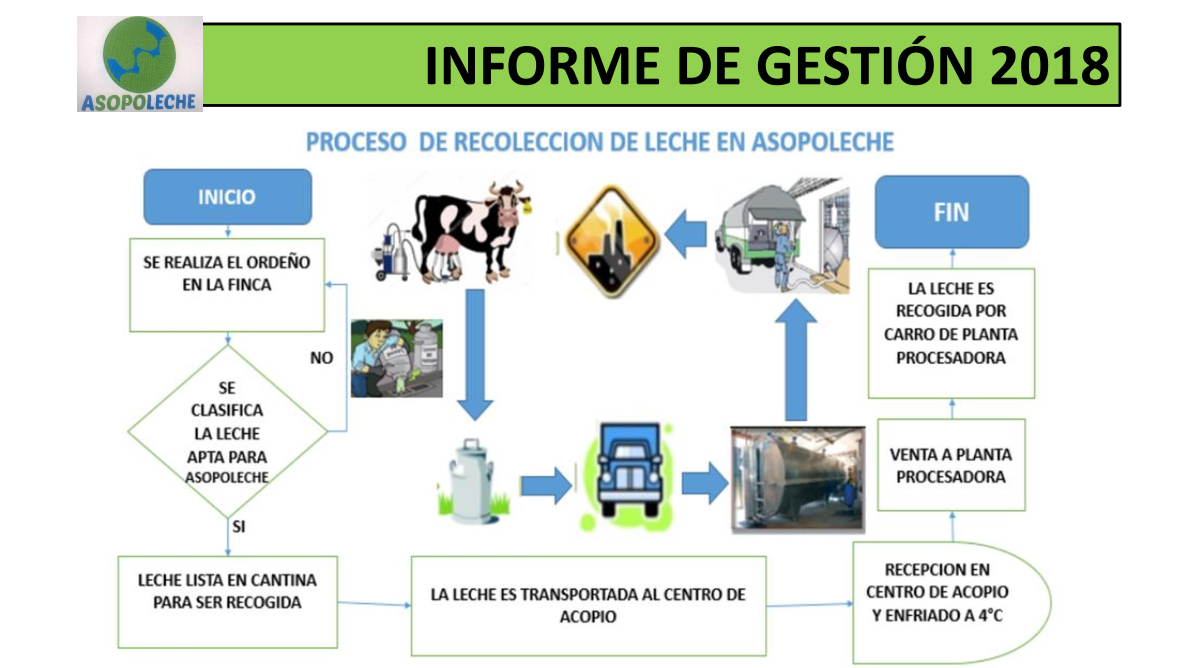 ASOPOLECHE
INFORME DE GESTIÓN 2018
PROCESO DE RECOLECCION DE LECHE EN ASOPOLECHE
INICIO
SE REALIZA EL ORDEÑO
EN LA FINCA
NO
SE
CLASIFICA
LA LECHE
APTA PARA
ASOPOLECHE
SI
LECHE LISTA EN CANTINA
PARA SER RECOGIDA
LA LECHE ES TRANSPORTADA AL CENTRO DE
ACOPIO
RECEPCION EN
CENTRO DE ACOPIO
Y ENFRIADO A 4°C
VENTA A PLANTA
PROCESADORA
LA LECHE ES
RECOGIDA POR
CARRO DE PLANTA
PROCESADORA
FIN